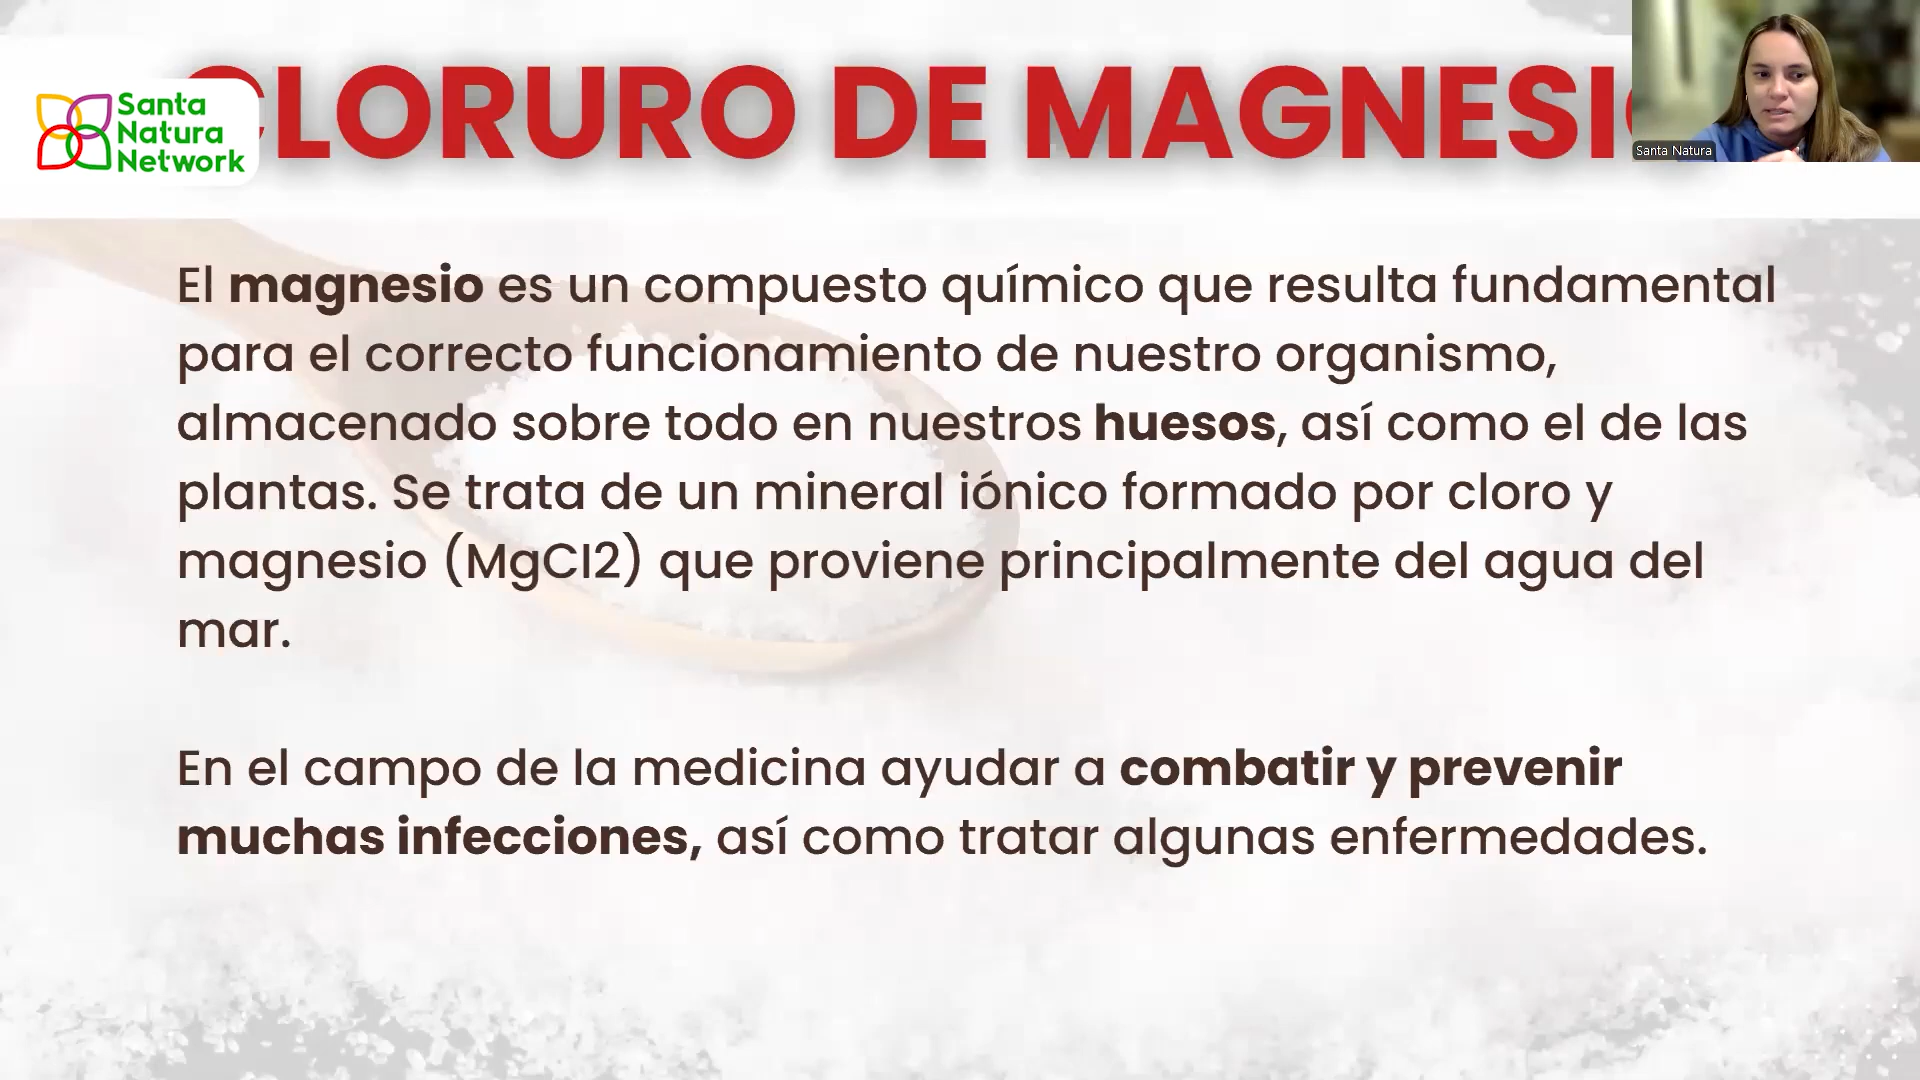 CLORURO DE MAGNESIO
Santa
Natura
Network
Santa Natura
El magnesio es un compuesto químico que resulta fundamental
para el correcto funcionamiento de nuestro organismo,
almacenado sobre todo en nuestros huesos, así como el de las
plantas. Se trata de un mineral iónico formado por cloro y
magnesio (MgCl2) que proviene principalmente del agua del
mar.
En el campo de la medicina ayudar a combatir y prevenir
muchas infecciones, así como tratar algunas enfermedades.